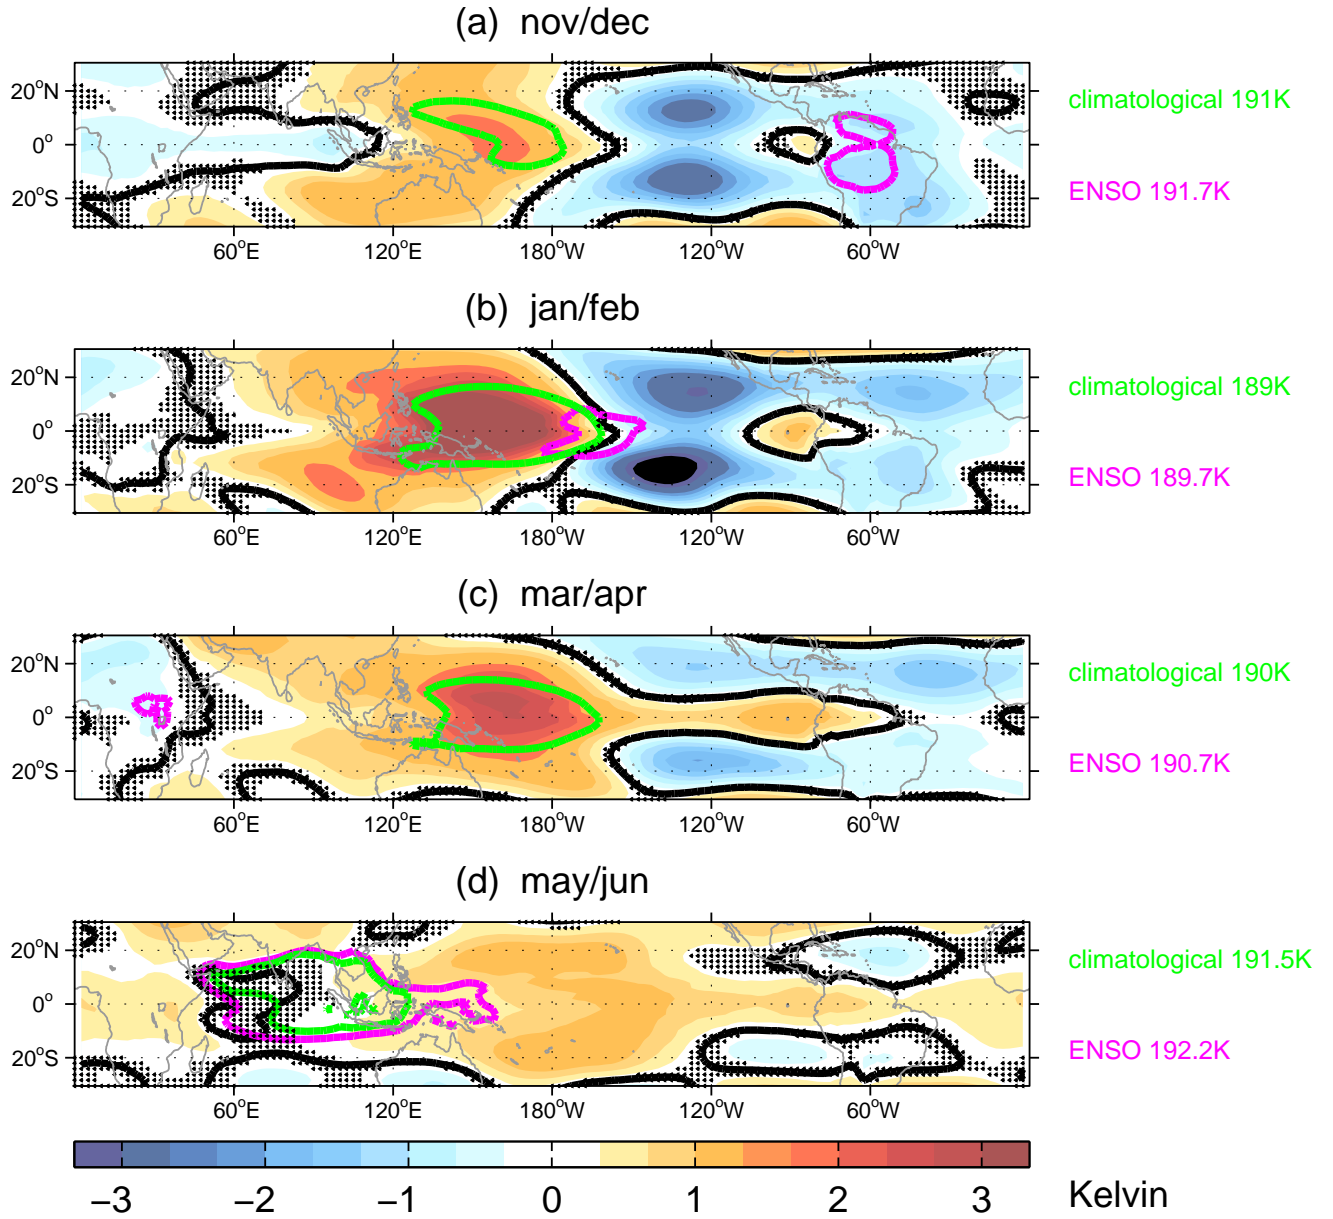 (a) nov/dec
20°N
0°
20°S
60°E 120°E 180°W 120°W 60°W
climatological 191K
ENSO 191.7K
(b) jan/feb
20°N
0°
20°S
60°E 120°E 180°W 120°W 60°W
climatological 189K
ENSO 189.7K
(c) mar/apr
20°N
0°
20°S
60°E 120°E 180°W 120°W 60°W
climatological 190K
ENSO 190.7K
(d) may/jun
20°N
0°
20°S
60°E 120°E 180°W 120°W 60°W
climatological 191.5K
ENSO 192.2K
−3 −2 −1 0 1 2 3
Kelvin